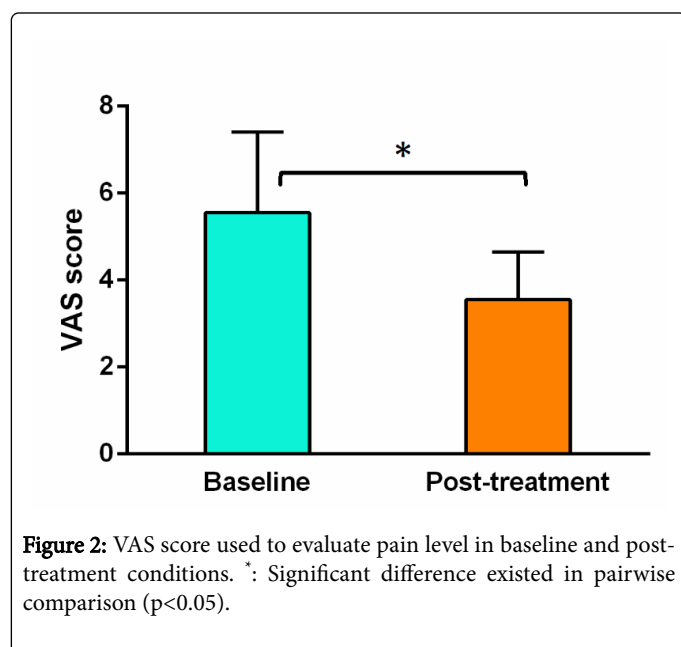 8
*
6
VAS score
4
2
0
Baseline Post-treatment
Figure 2: VAS score used to evaluate pain level in baseline and post-
treatment conditions. *: Significant difference existed in pairwise
comparison (p<0.05).